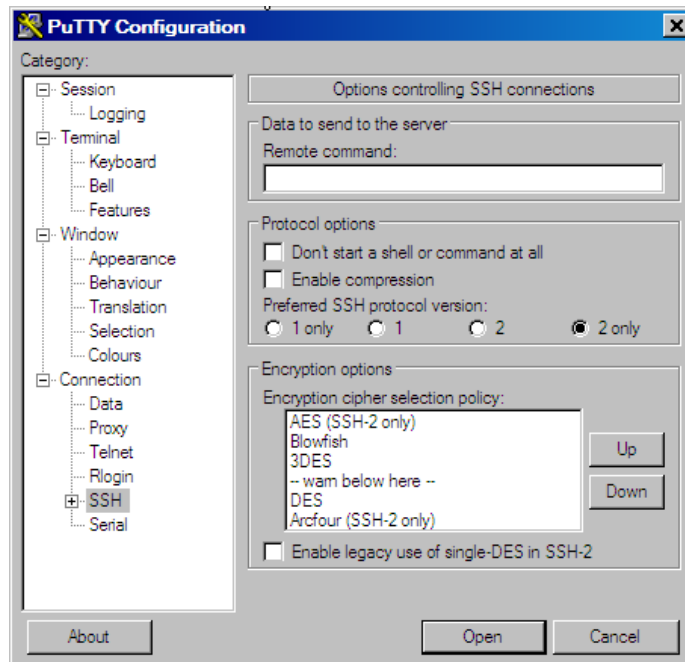 PuTTY Configuration
Category:
Session
Logging
Terminal
Keyboard
Bell
Features
Window
Appearance
Behaviour
Translation
Selection
Colours
Connection
Data
Proxy
Telnet
Rlogin
SSH
Serial
Options controlling SSH connections
Data to send to the server
Remote command:
Protocol options
Don't start a shell or command at all
Enable compression
Preferred SSH protocol version:
1 only 1 2 2 only
Encryption options
Encryption cipher selection policy:
AES (SSH-2 only)
Blowfish
3DES
-- warn below here --
DES
Arcfour (SSH-2 only)
Up
Down
Enable legacy use of single-DES in SSH-2
About Open Cancel